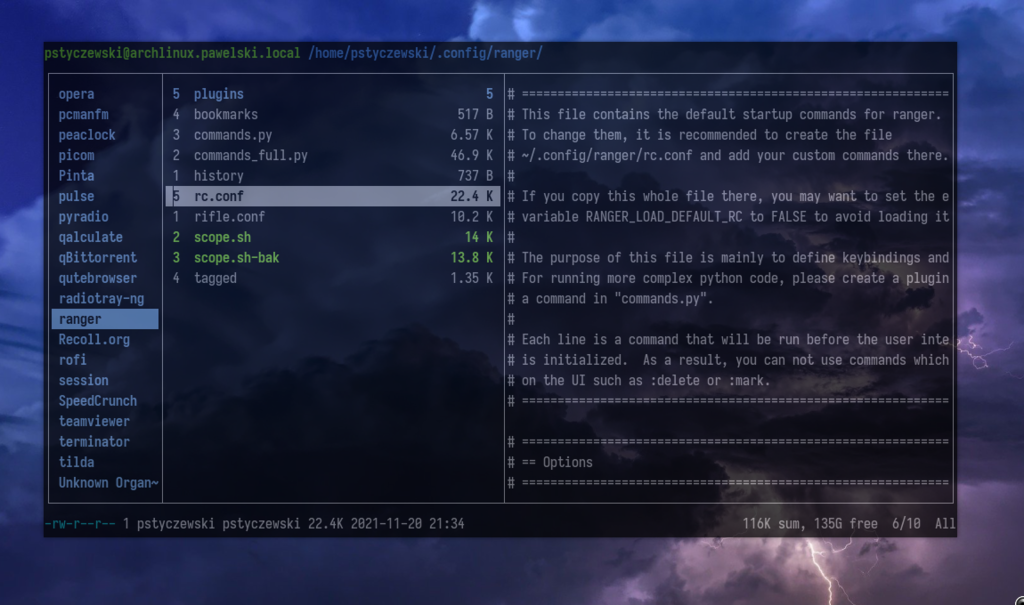 pstyczewski@archlinux.pawelski.local /home/pstyczewski/.config/ranger/
opera
pcmanfm
peaclock
picom
Pinta
pulse
pyradio
qalculate
qBittorrent
qutebrowser
radiotray-ng
ranger
Recoll.org
rofi
session
SpeedCrunch
teamviewer
terminator
tilda
Unknown Organ~
5 plugins 5
4 bookmarks 517 B
3 commands.py 6.57 K
2 commands_full.py 46.9 K
1 history 737 B
5 rc.conf 22.4 K
1 rifle.conf 10.2 K
2 scope.sh 14 K
3 scope.sh-bak 13.8 K
4 tagged 1.35 K
# ===================================================
# This file contains the default startup commands for ranger.
# To change them, it is recommended to create the file
# ~/.config/ranger/rc.conf and add your custom commands there.
#
# If you copy this whole file there, you may want to set the e
# variable RANGER_LOAD_DEFAULT_RC to FALSE to avoid loading it
#
# The purpose of this file is mainly to define keybindings and
# For running more complex python code, please create a plugin
# a command in "commands.py".
#
# Each line is a command that will be run before the user inte
# is initialized.  As a result, you can not use commands which
# on the UI such as :delete or :mark.
# ===================================================
# ===================================================
# == Options
# ===================================================
-rw-r--r-- 1 pstyczewski pstyczewski 22.4K 2021-11-20 21:34
116K sum, 135G free  6/10  All